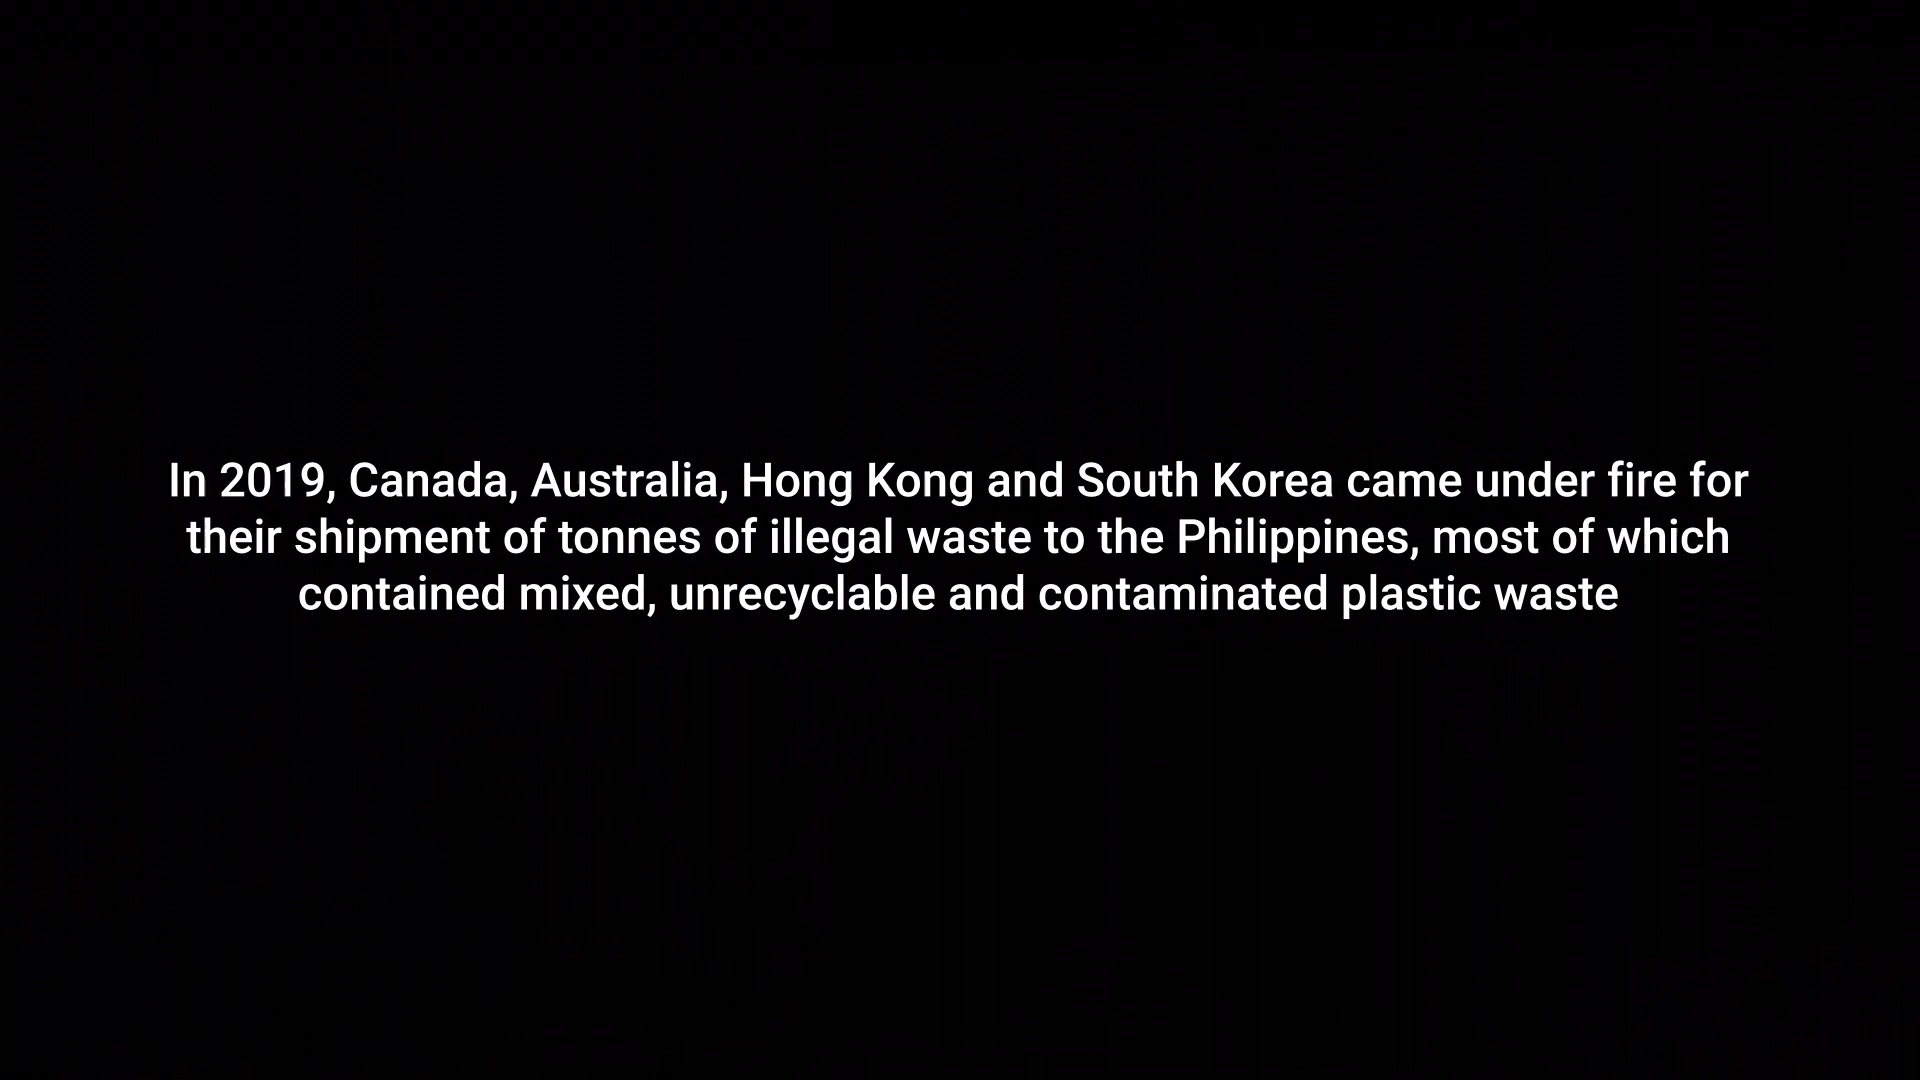 In 2019, Canada, Australia, Hong Kong and South Korea came under fire for
their shipment of tonnes of illegal waste to the Philippines, most of which
contained mixed, unrecyclable and contaminated plastic waste